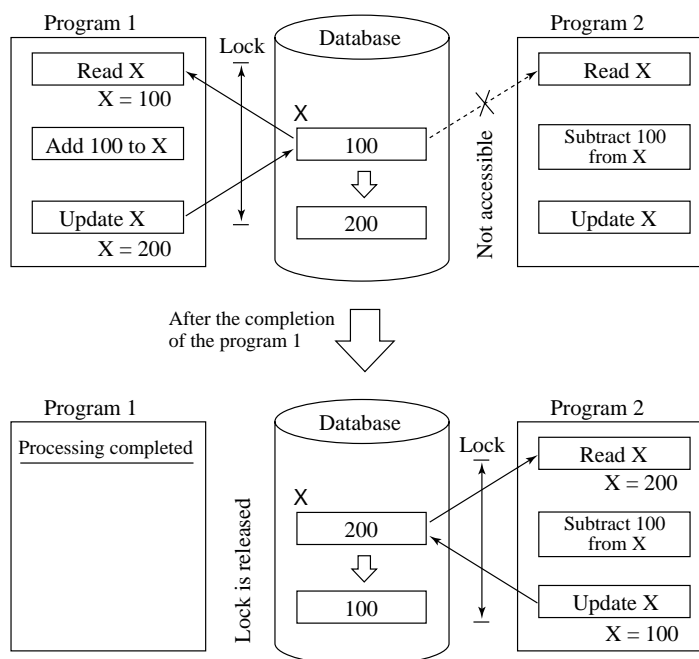 Program 1
Lock
Database
Program 2
Read X
X = 100
Add 100 to X
Update X
X = 200
X
100
200
Not accessible
Read X
Subtract 100
from X
Update X
After the completion
of the program 1
Program 1
Processing completed
Lock is released
Database
X
200
100
Lock
Program 2
Read X
X = 200
Subtract 100
from X
Update X
X = 100